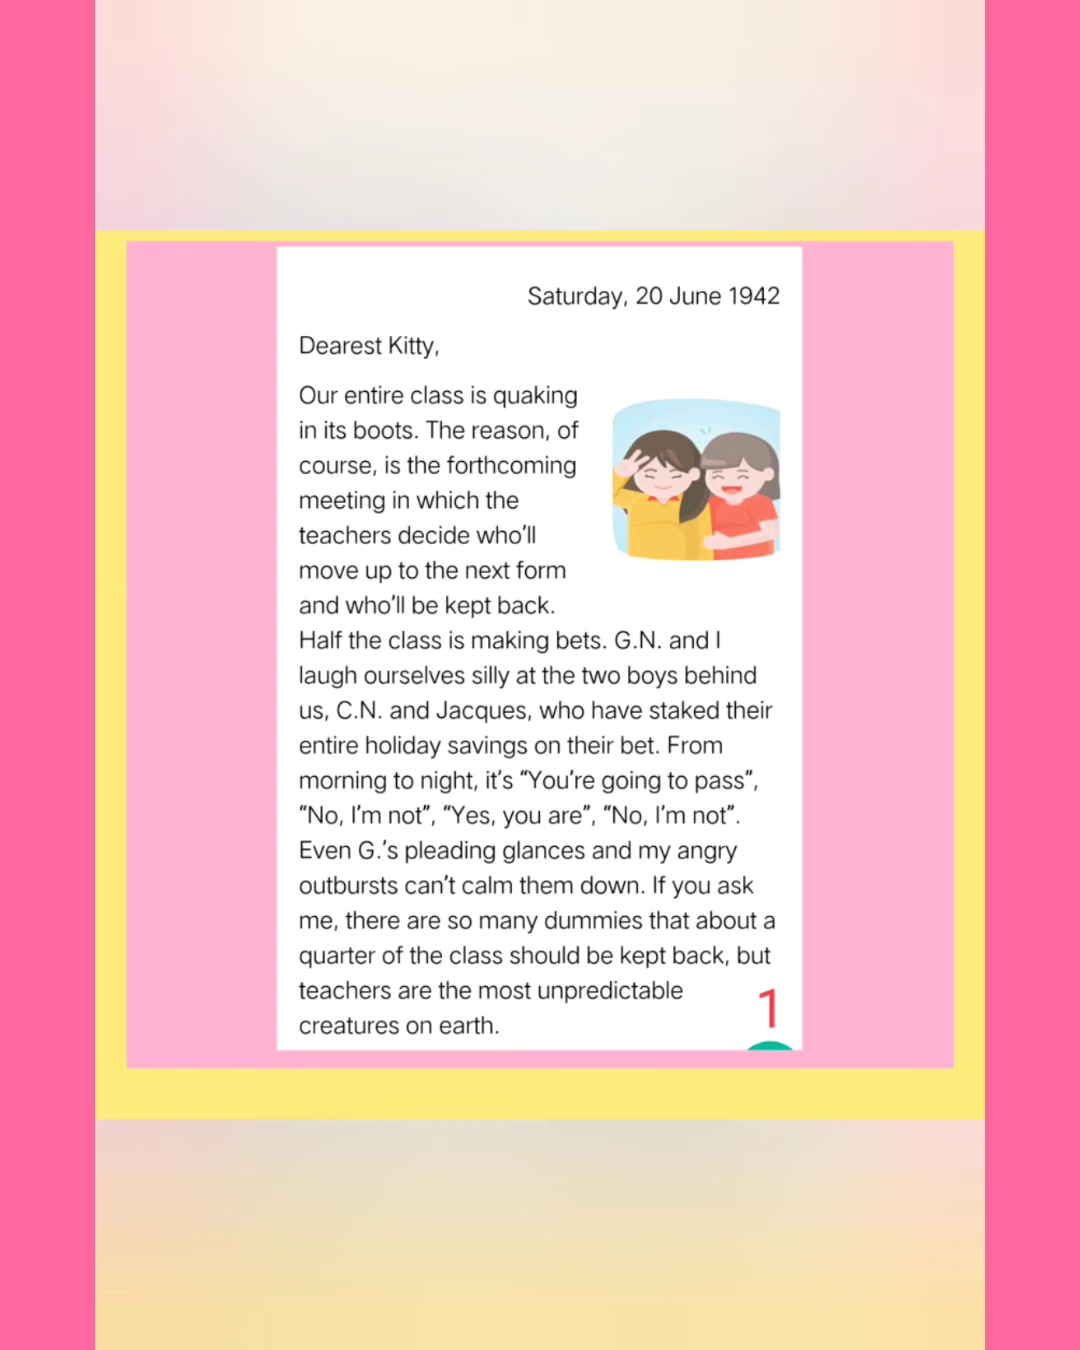 Saturday, 20 June 1942
Dearest Kitty,
Our entire class is quaking
in its boots. The reason, of
course, is the forthcoming
meeting in which the
teachers decide who’ll
move up to the next form
and who’ll be kept back.
Half the class is making bets. G.N. and I
laugh ourselves silly at the two boys behind
us, C.N. and Jacques, who have staked their
entire holiday savings on their bet. From
morning to night, it’s “You’re going to pass”,
“No, I’m not”, “Yes, you are”, “No, I’m not”.
Even G.’s pleading glances and my angry
outbursts can’t calm them down. If you ask
me, there are so many dummies that about a
quarter of the class should be kept back, but
teachers are the most unpredictable
creatures on earth.
1